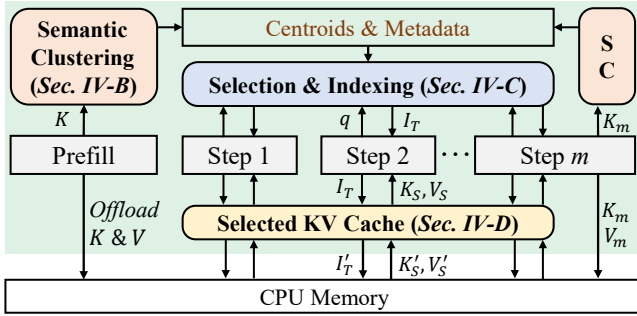 Semantic
Clustering
(Sec. IV-B)
Centroids & Metadata
S
C
Selection & Indexing (Sec. IV-C)
K
q
I_T
K_m
Prefill
Step 1
Step 2
···
Step m
Offload
K & V
I_T
K_S, V_S
K_m
V_m
Selected KV Cache (Sec. IV-D)
I'_T
K'_S, V'_S
CPU Memory